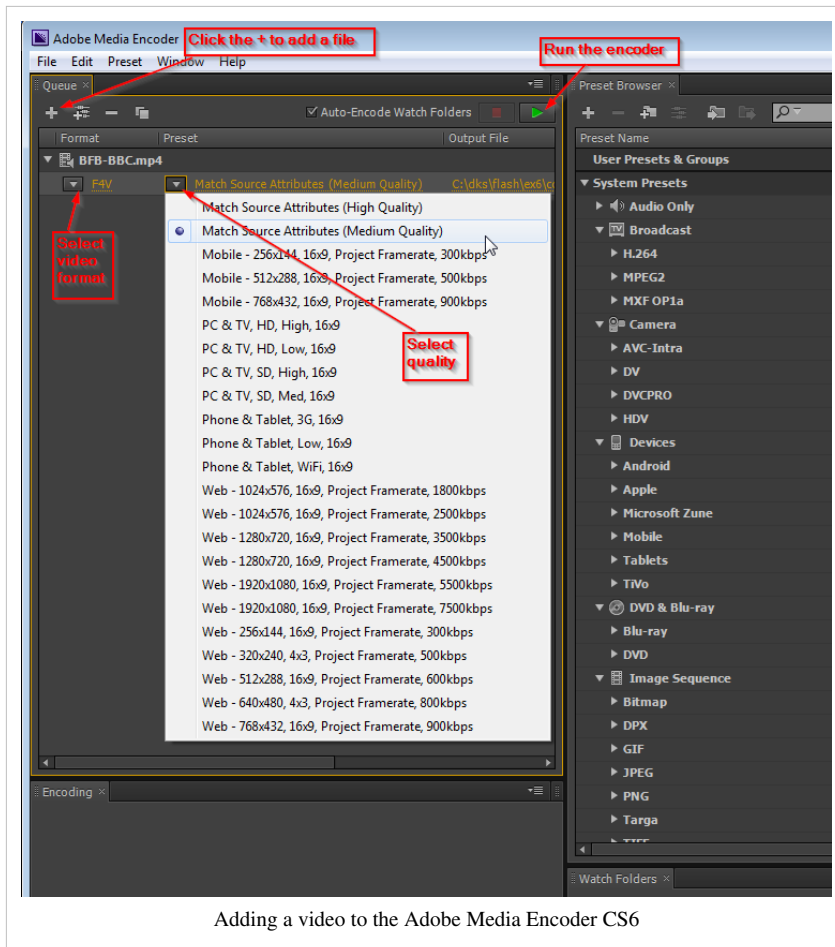 Adobe Media Encoder
Click the + to add a file
Run the encoder
File Edit Preset Window Help
Queue ×
Auto-Encode Watch Folders
Format Preset Output File
BFB-BBC.mp4
F4V Match Source Attributes (Medium Quality) C:\dks\flash\ex6\co
Select video format
Match Source Attributes (High Quality)
Match Source Attributes (Medium Quality)
Mobile - 256x144, 16x9, Project Framerate, 300kbps
Mobile - 512x288, 16x9, Project Framerate, 500kbps
Mobile - 768x432, 16x9, Project Framerate, 900kbps
PC & TV, HD, High, 16x9
PC & TV, HD, Low, 16x9
PC & TV, SD, High, 16x9
PC & TV, SD, Med, 16x9
Phone & Tablet, 3G, 16x9
Phone & Tablet, Low, 16x9
Phone & Tablet, WiFi, 16x9
Web - 1024x576, 16x9, Project Framerate, 1800kbps
Web - 1024x576, 16x9, Project Framerate, 2500kbps
Web - 1280x720, 16x9, Project Framerate, 3500kbps
Web - 1280x720, 16x9, Project Framerate, 4500kbps
Web - 1920x1080, 16x9, Project Framerate, 5500kbps
Web - 1920x1080, 16x9, Project Framerate, 7500kbps
Web - 256x144, 16x9, Project Framerate, 300kbps
Web - 320x240, 4x3, Project Framerate, 500kbps
Web - 512x288, 16x9, Project Framerate, 600kbps
Web - 640x480, 4x3, Project Framerate, 800kbps
Web - 768x432, 16x9, Project Framerate, 900kbps
Select quality
Encoding ×
Preset Browser ×
Preset Name
User Presets & Groups
System Presets
Audio Only
TV Broadcast
H.264
MPEG2
MXF OP1a
Camera
AVC-Intra
DV
DVCPRO
HDV
Devices
Android
Apple
Microsoft Zune
Mobile
Tablets
TiVo
DVD & Blu-ray
Blu-ray
DVD
Image Sequence
Bitmap
DPX
GIF
JPEG
PNG
Targa
Watch Folders ×
Adding a video to the Adobe Media Encoder CS6